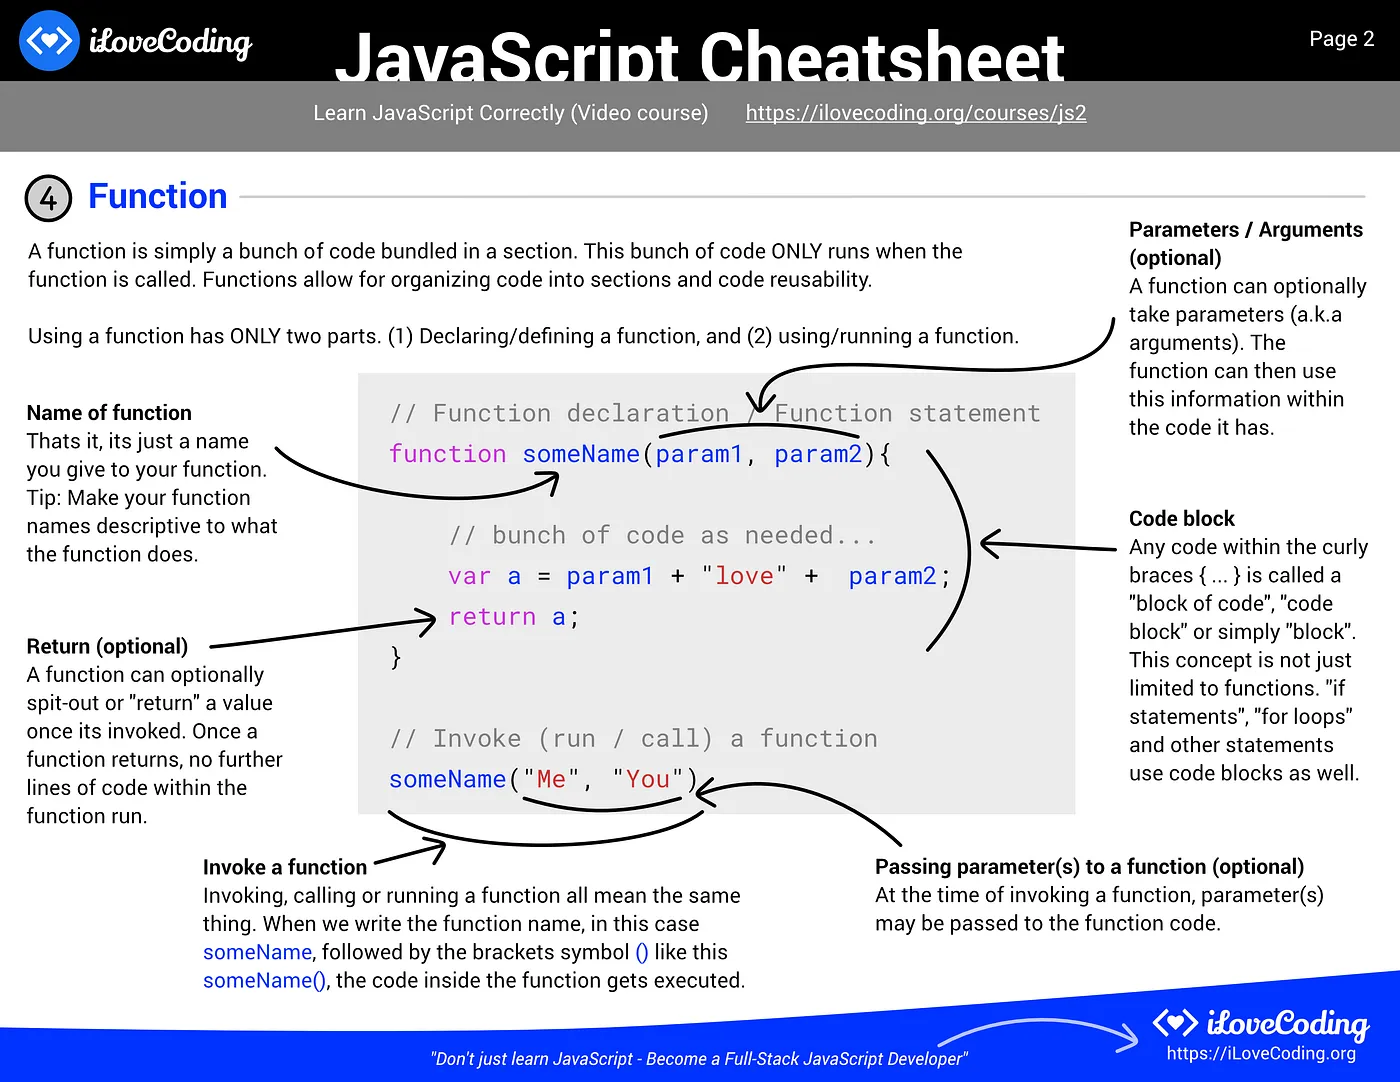 iLoveCoding
JavaScript Cheatsheet
Page 2
Learn JavaScript Correctly (Video course) https://ilovecoding.org/courses/js2
4 Function
A function is simply a bunch of code bundled in a section. This bunch of code ONLY runs when the
function is called. Functions allow for organizing code into sections and code reusability.
Using a function has ONLY two parts. (1) Declaring/defining a function, and (2) using/running a function.
Parameters / Arguments
(optional)
A function can optionally
take parameters (a.k.a
arguments). The
function can then use
this information within
the code it has.
Name of function
Thats it, its just a name
you give to your function.
Tip: Make your function
names descriptive to what
the function does.
// Function declaration / Function statement
function someName(param1, param2){
// bunch of code as needed...
var a = param1 + "love" +  param2;
return a;
}
// Invoke (run / call) a function
someName("Me", "You")
Code block
Any code within the curly
braces { ... } is called a
"block of code", "code
block" or simply "block".
This concept is not just
limited to functions. "if
statements", "for loops"
and other statements
use code blocks as well.
Return (optional)
A function can optionally
spit-out or "return" a value
once its invoked. Once a
function returns, no further
lines of code within the
function run.
Invoke a function
Invoking, calling or running a function all mean the same
thing. When we write the function name, in this case
someName, followed by the brackets symbol () like this
someName(), the code inside the function gets executed.
Passing parameter(s) to a function (optional)
At the time of invoking a function, parameter(s)
may be passed to the function code.
"Don't just learn JavaScript - Become a Full-Stack JavaScript Developer"
iLoveCoding
https://iLoveCoding.org